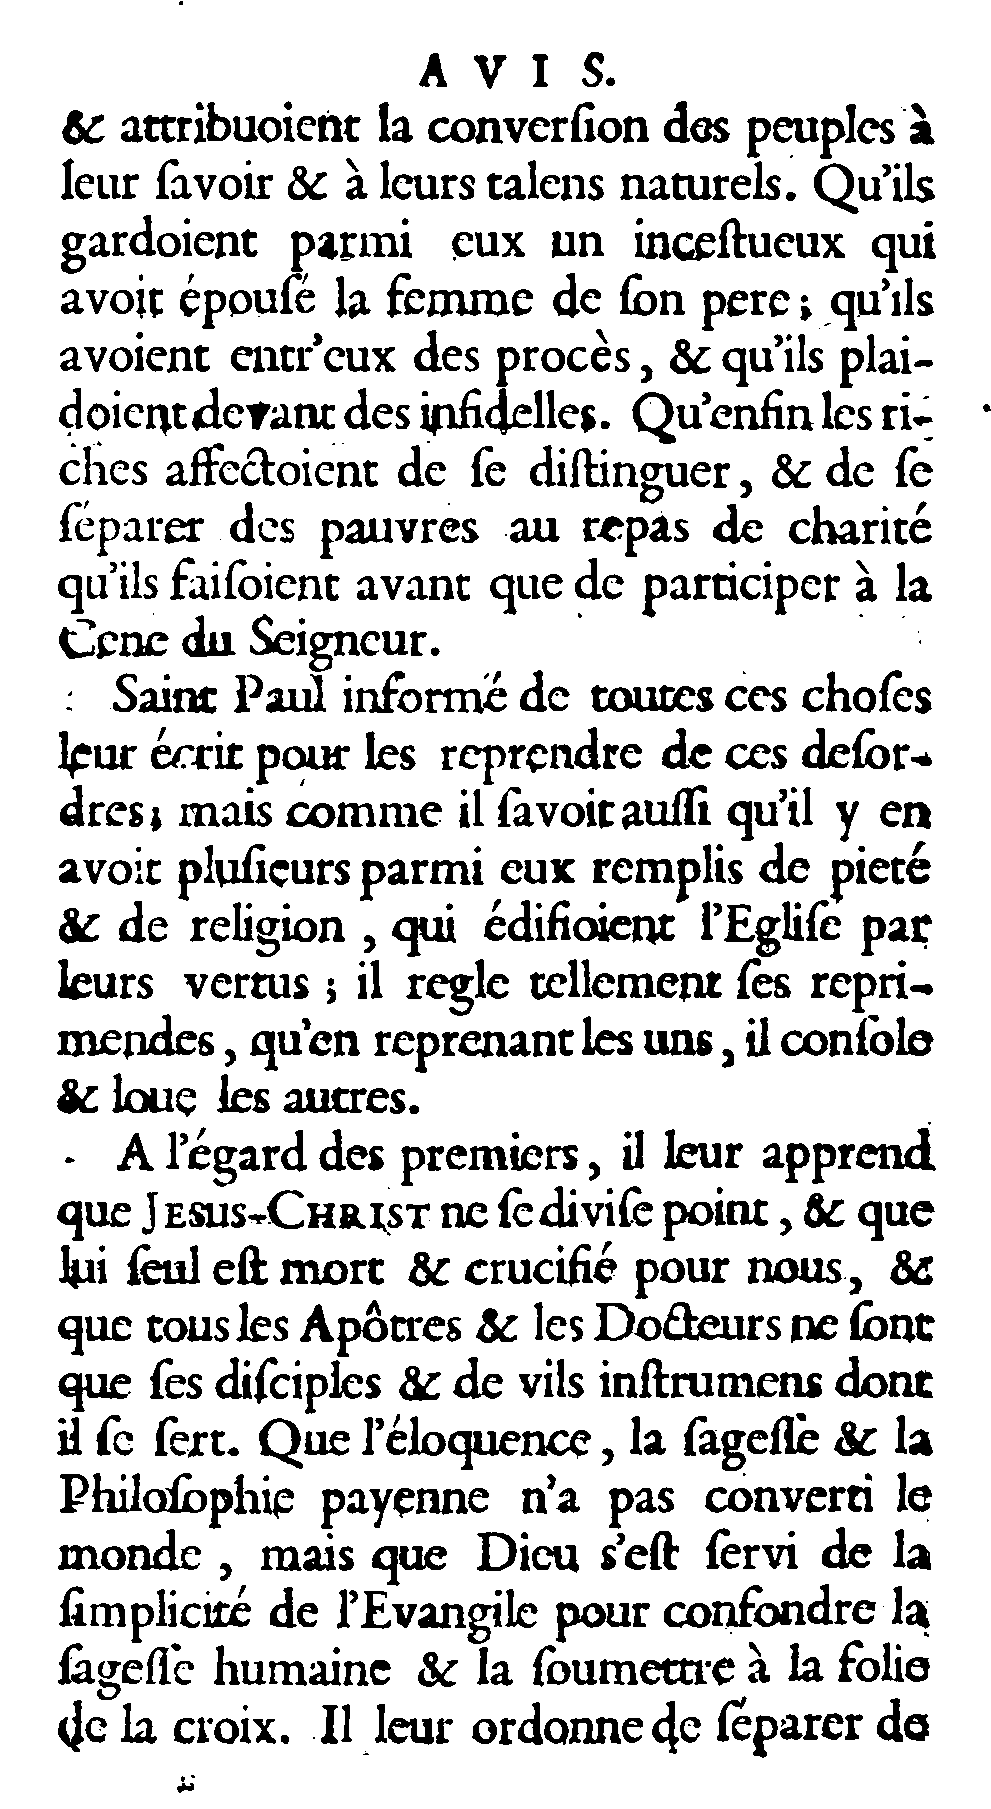 AVIS.
& attribuoient la converſion des peuples à
leur ſavoir & à leurs talens naturels. Qu'ils
gardoient parmi eux un inceſtueux qui
avoit épouſé la femme de ſon pere; qu'ils
avoient entr'eux des procès, & qu'ils plai-
doient devant des infidelles. Qu'enfin les ri-
ches affectoient de ſe diſtinguer, & de ſe
ſéparer des pauvres au repas de charité
qu'ils faiſoient avant que de participer à la
Cene du Seigneur.
Saint Paul informé de toutes ces choſes
leur écrit pour les reprendre de ces deſor-
dres; mais comme il ſavoit auſſi qu'il y en
avoit pluſieurs parmi eux remplis de pieté
& de religion, qui édifioient l'Egliſe par
leurs vertus; il regle tellement ſes repri-
mendes, qu'en reprenant les uns, il conſole
& loue les autres.
A l'égard des premiers, il leur apprend
que JESUS-CHRIST ne ſe diviſe point, & que
lui ſeul eſt mort & crucifié pour nous, &
que tous les Apôtres & les Docteurs ne ſont
que ſes diſciples & de vils inſtrumens dont
il ſe ſert. Que l'éloquence, la ſageſſe & la
Philoſophie payenne n'a pas converti le
monde, mais que Dieu s'eſt ſervi de la
ſimplicité de l'Evangile pour confondre la
ſageſſe humaine & la ſoumettre à la folie
de la croix. Il leur ordonne de ſéparer de